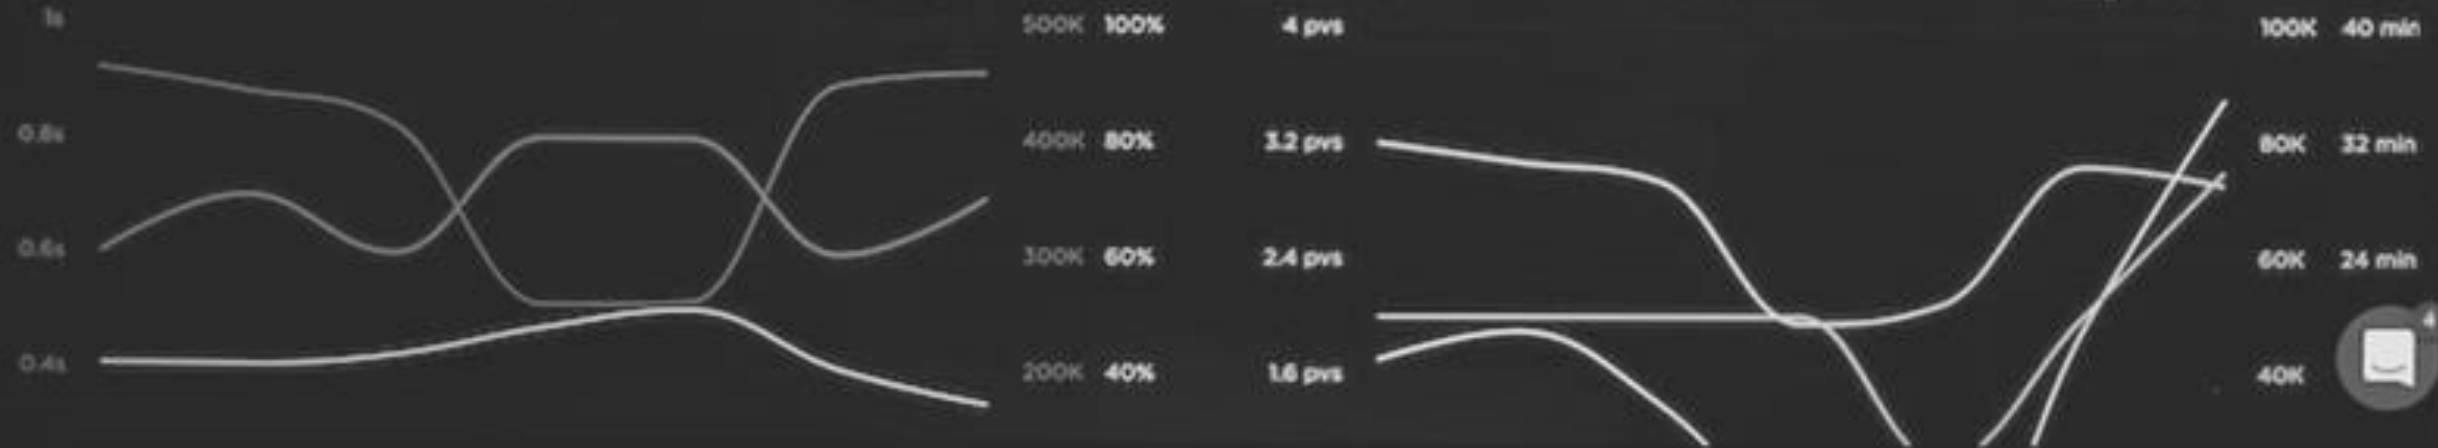 1s 500K 100% 4 pvs 100K 40 min
0.8s 400K 80% 3.2 pvs 80K 32 min
0.6s 300K 60% 2.4 pvs 60K 24 min
4
0.4s 200K 40% 1.6 pvs 40K